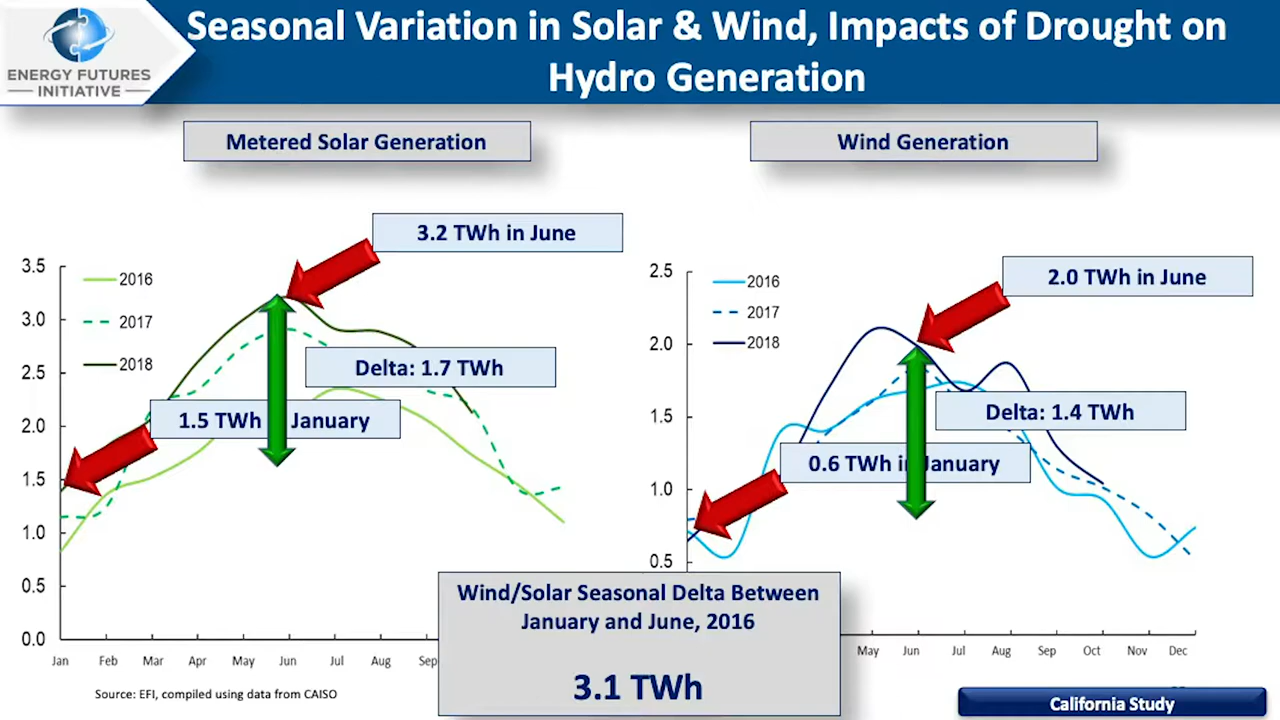 ENERGY FUTURES
INITIATIVE
Seasonal Variation in Solar & Wind, Impacts of Drought on
Hydro Generation
Metered Solar Generation
3.2 TWh in June
3.5
3.0
2.5
2.0
1.5
1.0
0.5
0.0
2016
2017
2018
Delta: 1.7 TWh
1.5 TWh January
Jan Feb Mar Apr May Jun Jul Aug Sep
Source: EFI, compiled using data from CAISO
Wind Generation
2.0 TWh in June
2.5
2.0
1.5
1.0
0.5
2016
2017
2018
Delta: 1.4 TWh
0.6 TWh in January
May Jun Jul Aug Sep Oct Nov Dec
Wind/Solar Seasonal Delta Between
January and June, 2016
3.1 TWh
California Study